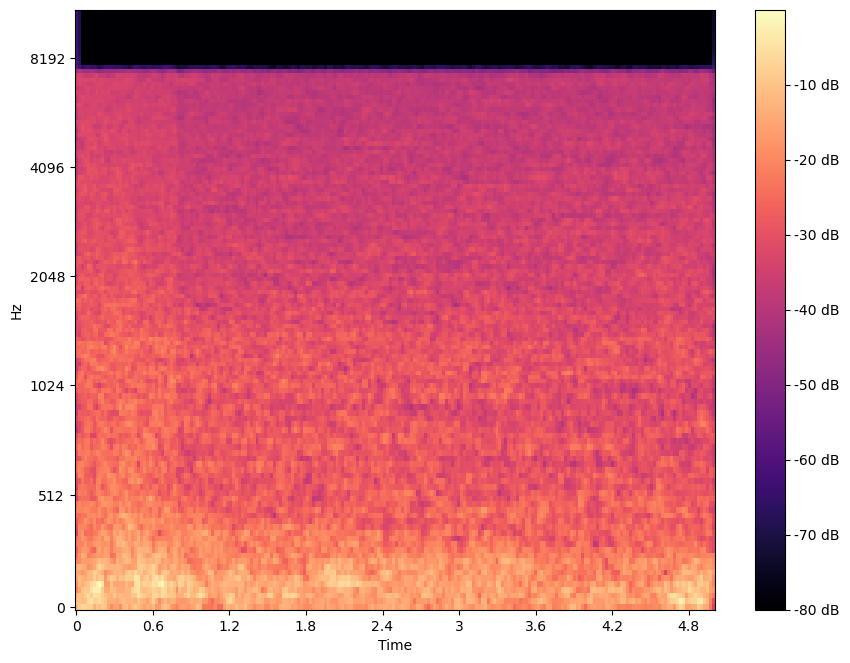 8192
4096
2048
1024
512
0
Hz
0 0.6 1.2 1.8 2.4 3 3.6 4.2 4.8
Time
-10 dB
-20 dB
-30 dB
-40 dB
-50 dB
-60 dB
-70 dB
-80 dB